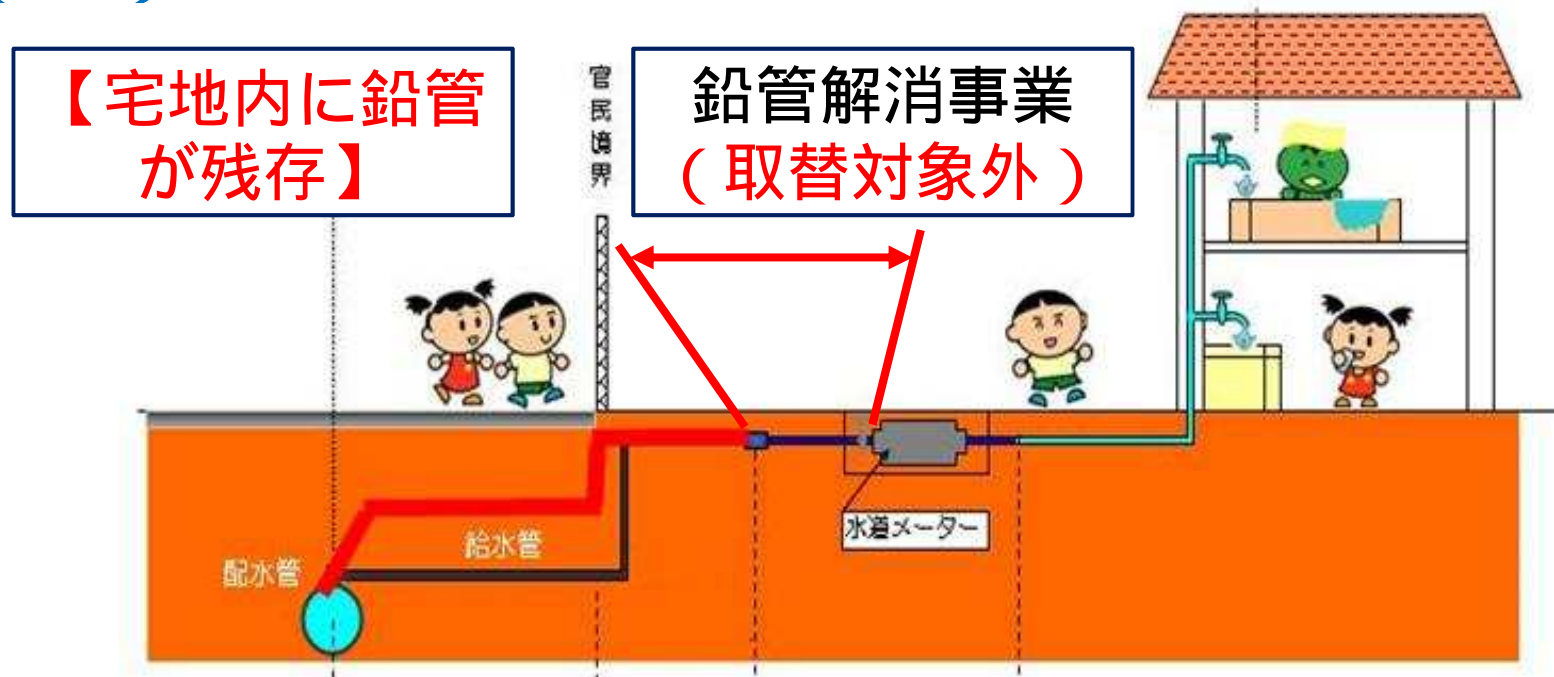 【宅地内に鉛管
が残存】
官民境界
鉛管解消事業
（取替対象外）
給水管
配水管
水道メーター